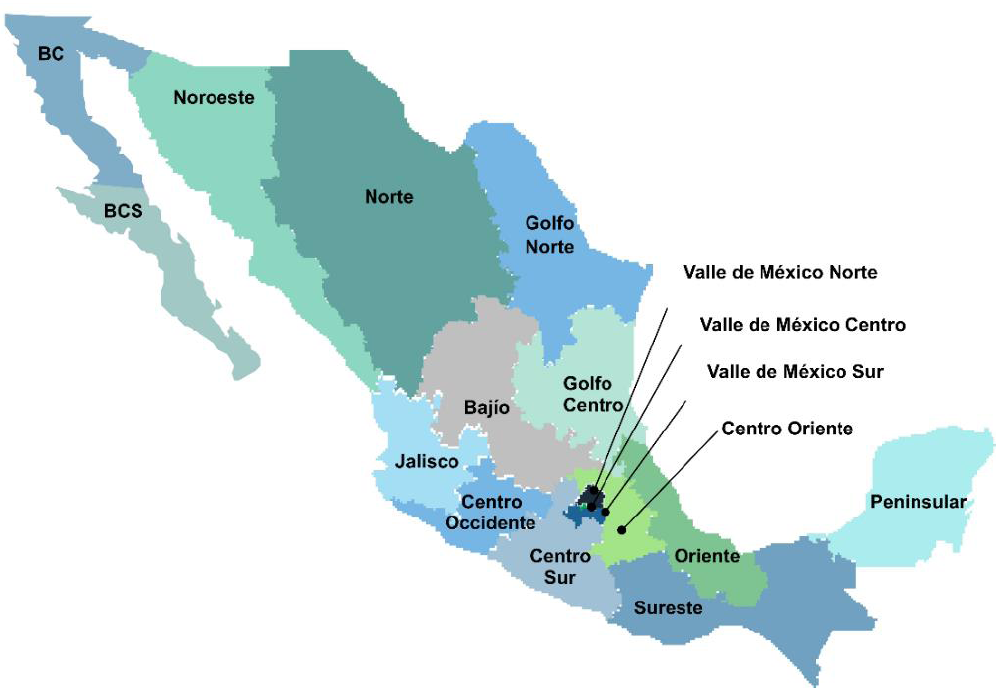 BC
Noroeste
BCS
Norte
Golfo
Norte
Valle de México Norte
Valle de México Centro
Valle de México Sur
Golfo
Centro
Bajío
Centro Oriente
Jalisco
Centro
Occidente
Peninsular
Centro
Sur
Oriente
Sureste